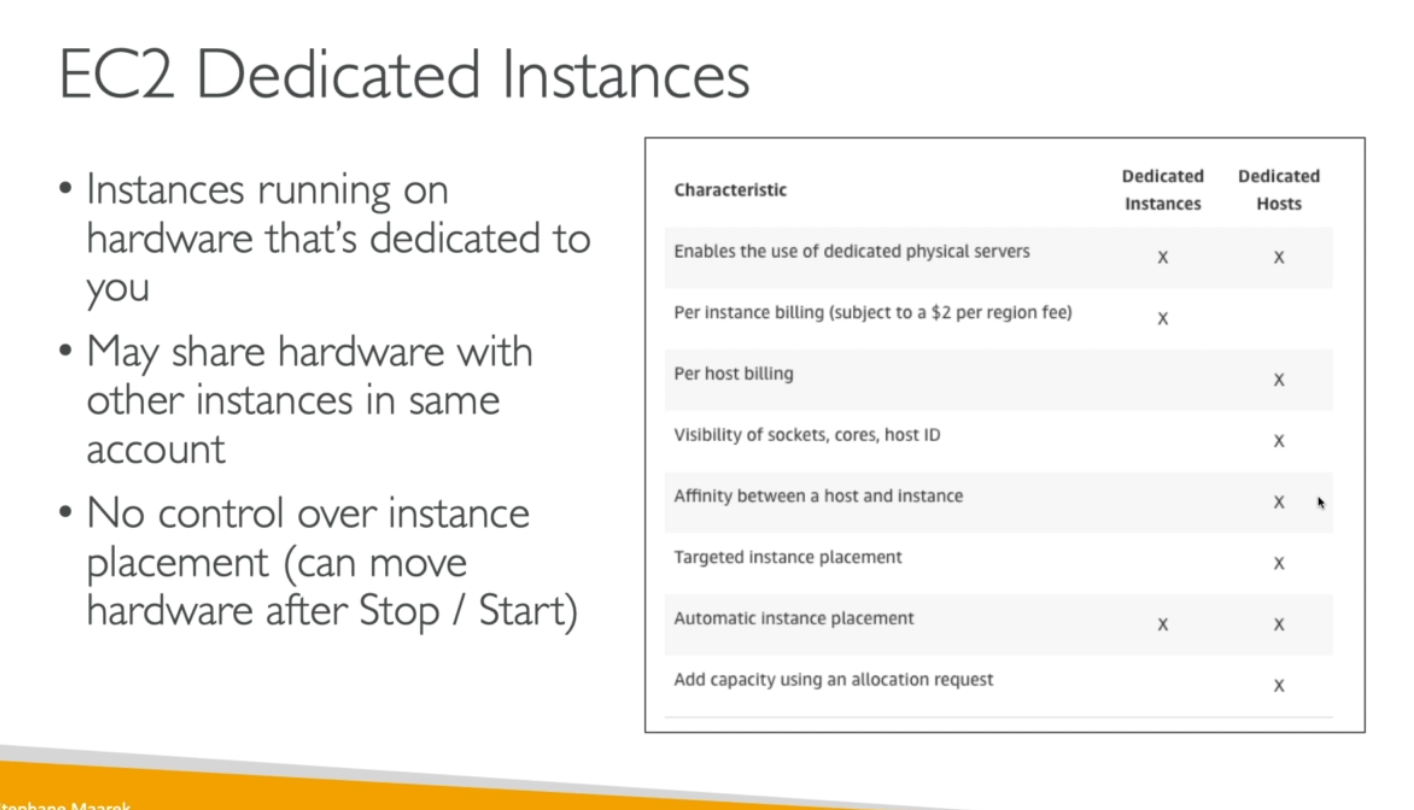 EC2 Dedicated Instances
• Instances running on
hardware that's dedicated to
you
• May share hardware with
other instances in same
account
• No control over instance
placement (can move
hardware after Stop / Start)
Characteristic Dedicated Instances Dedicated Hosts
Enables the use of dedicated physical servers X X
Per instance billing (subject to a $2 per region fee) X
Per host billing X
Visibility of sockets, cores, host ID X
Affinity between a host and instance X
Targeted instance placement X
Automatic instance placement X X
Add capacity using an allocation request X